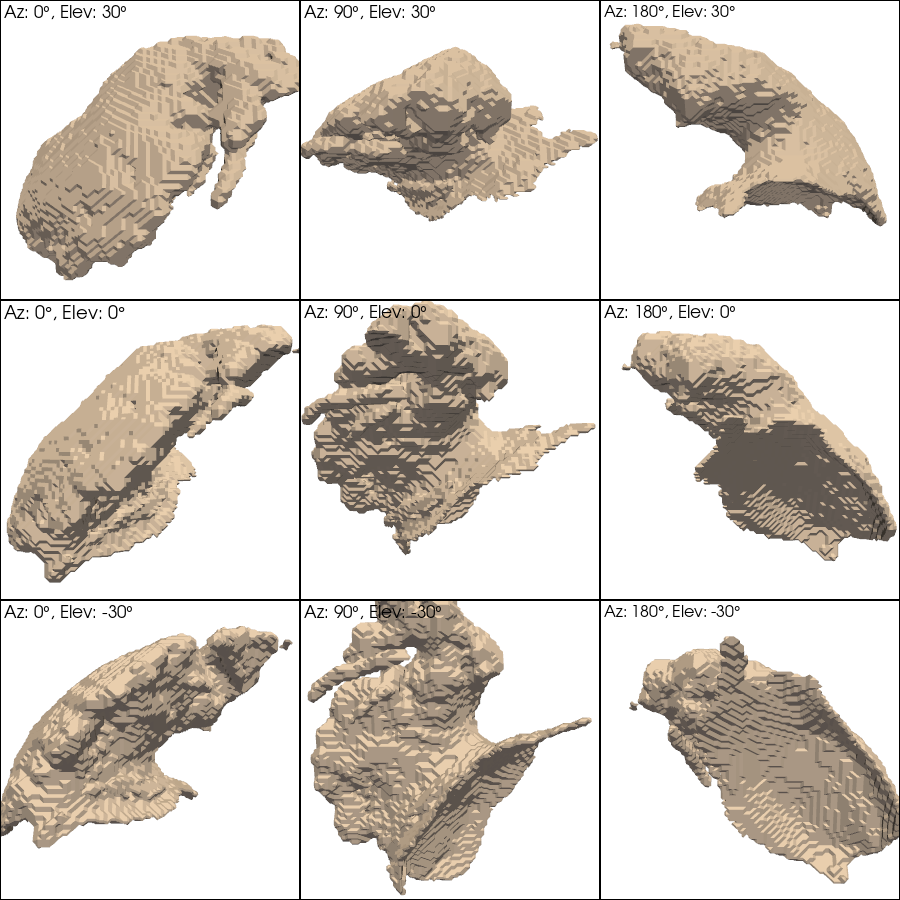 Az: 0°, Elev: 30°
Az: 90°, Elev: 30°
Az: 180°, Elev: 30°
Az: 0°, Elev: 0°
Az: 90°, Elev: 0°
Az: 180°, Elev: 0°
Az: 0°, Elev: -30°
Az: 90°, Elev: -30°
Az: 180°, Elev: -30°